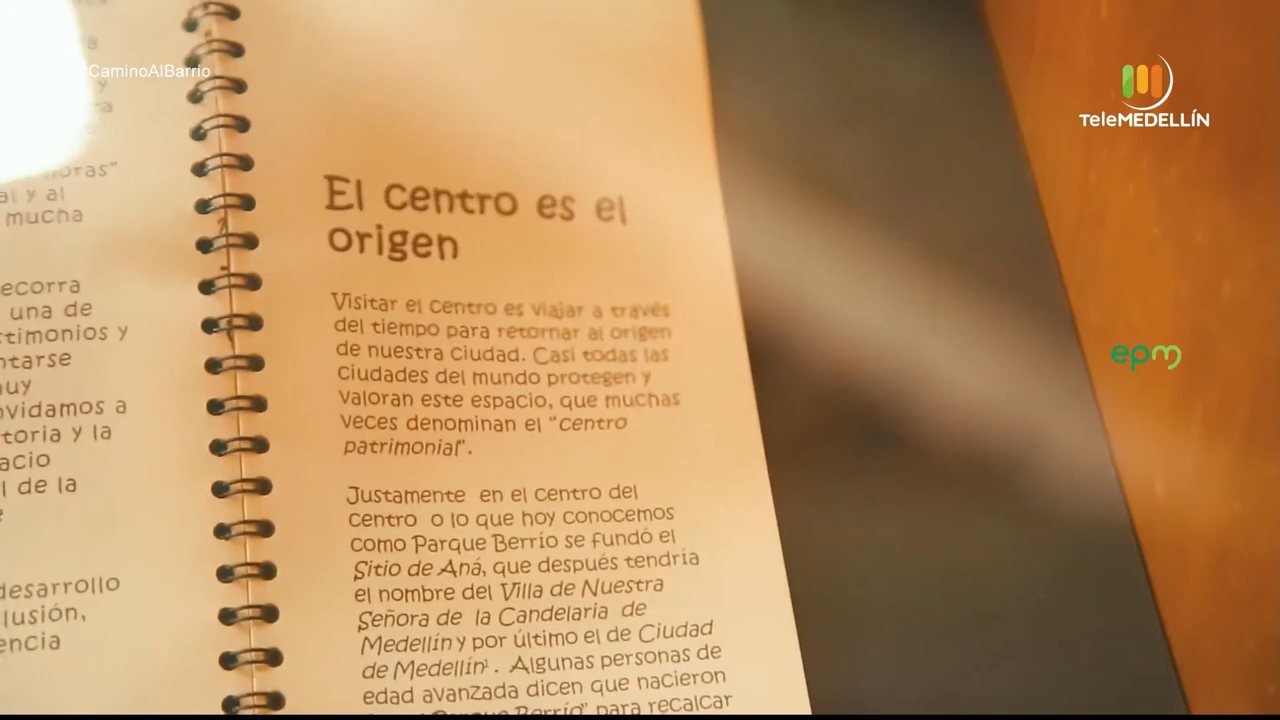 CaminoAlBarrio
TeleMEDELLÍN
epm
a
y
ra
horas"
al y al
mucha
ecorra
una de
timonios y
ntarse
uy
vidamos a
toria y la
acio
l de la
e
desarrollo
lusión,
encia
El centro es el
origen
Visitar el centro es viajar a través
del tiempo para retornar al origen
de nuestra ciudad. Casi todas las
ciudades del mundo protegen y
valoran este espacio, que muchas
veces denominan el "centro
patrimonial".
Justamente en el centro del
centro o lo que hoy conocemos
como Parque Berrío se fundó el
Sitio de Aná, que después tendría
el nombre del Villa de Nuestra
Señora de la Candelaria de
Medellín y por último el de Ciudad
de Medellín¹. Algunas personas de
edad avanzada dicen que nacieron
Parque Berrío" para recalcar